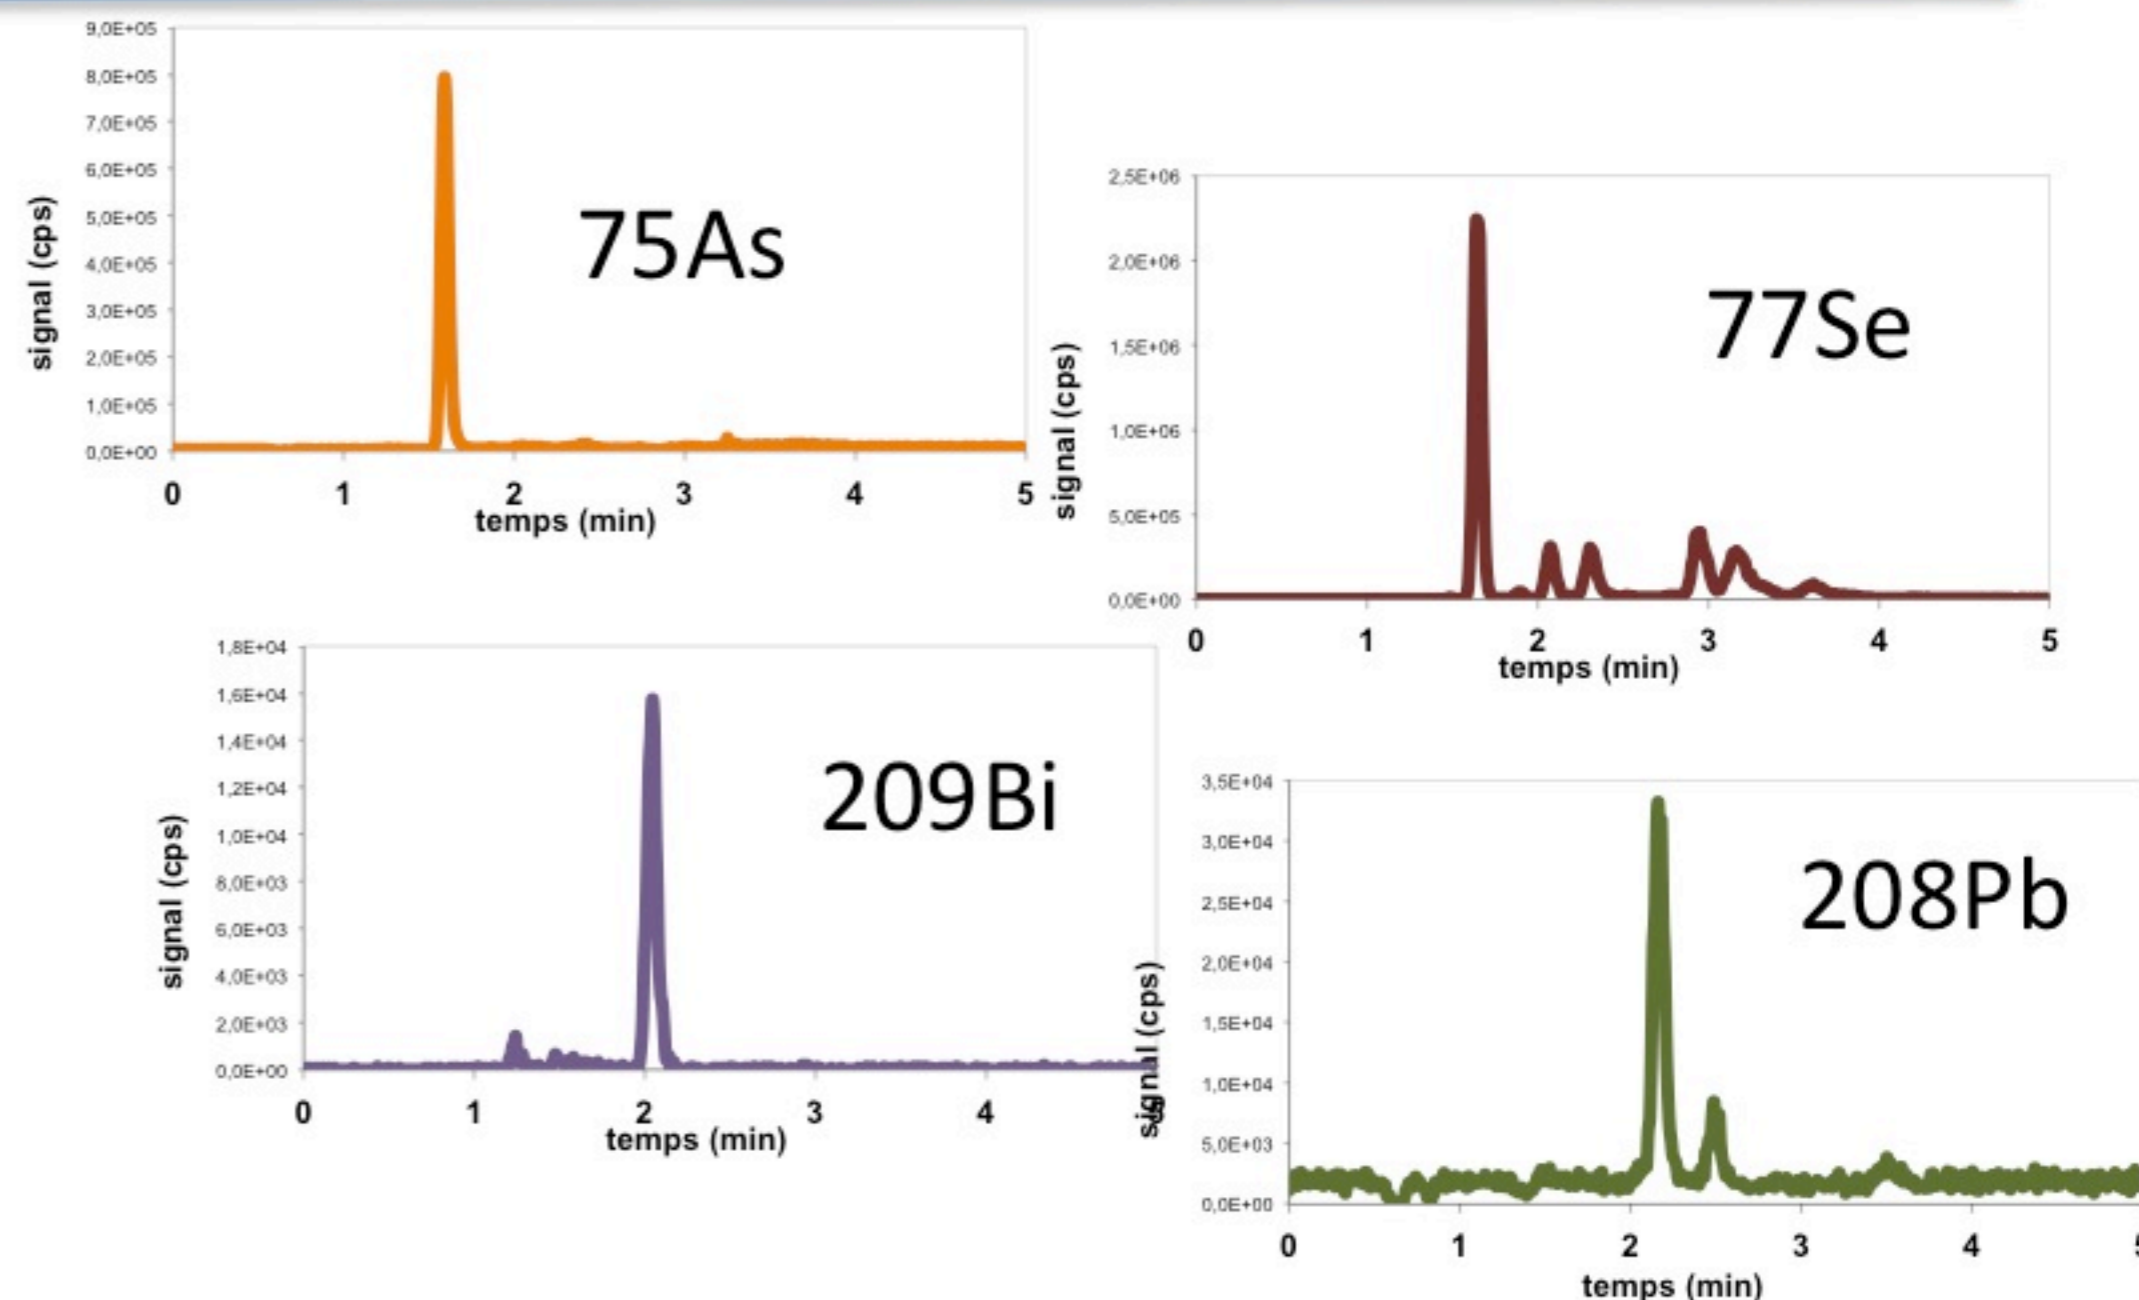 9,0E+05
8,0E+05
7,0E+05
6,0E+05
5,0E+05
4,0E+05
3,0E+05
2,0E+05
1,0E+05
0,0E+00
signal (cps)
75As
0 1 2 3 4 5
temps (min)
2,5E+06
2,0E+06
1,5E+06
1,0E+06
5,0E+05
0,0E+00
signal (cps)
77Se
0 1 2 3 4 5
temps (min)
1,8E+04
1,6E+04
1,4E+04
1,2E+04
1,0E+04
8,0E+03
6,0E+03
4,0E+03
2,0E+03
0,0E+00
signal (cps)
209Bi
0 1 2 3 4 5
temps (min)
3,5E+04
3,0E+04
2,5E+04
2,0E+04
1,5E+04
1,0E+04
5,0E+03
0,0E+00
signal (cps)
208Pb
0 1 2 3 4 5
temps (min)